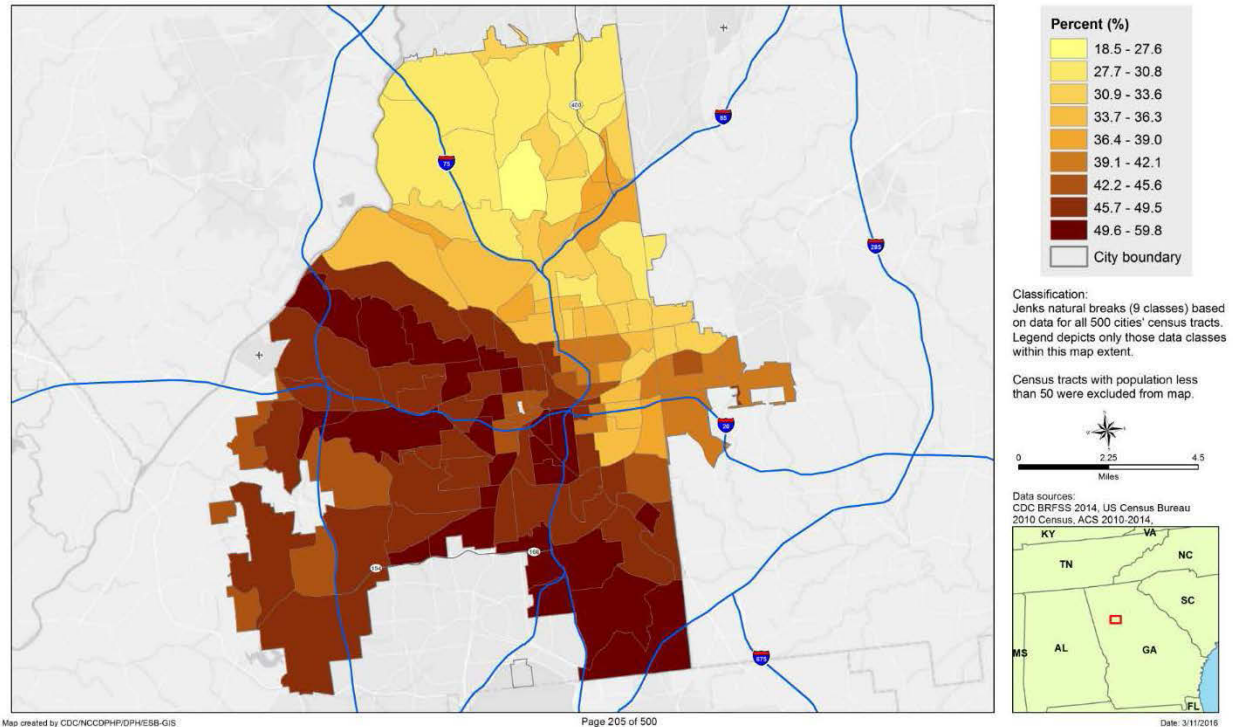 Percent (%)
18.5 - 27.6
27.7 - 30.8
30.9 - 33.6
33.7 - 36.3
36.4 - 39.0
39.1 - 42.1
42.2 - 45.6
45.7 - 49.5
49.6 - 59.8
City boundary
Classification:
Jenks natural breaks (9 classes) based
on data for all 500 cities' census tracts.
Legend depicts only those data classes
within this map extent.
Census tracts with population less
than 50 were excluded from map.
0 2.25 4.5
Miles
Data sources:
CDC BRFSS 2014, US Census Bureau
2010 Census, ACS 2010-2014,
KY VA
TN NC
SC
MS AL GA
FL
400
85
75
285
20
154
166
675
Map created by CDC/NCCDPHP/DPH/ESB-GIS
Page 205 of 500
Date: 3/11/2016